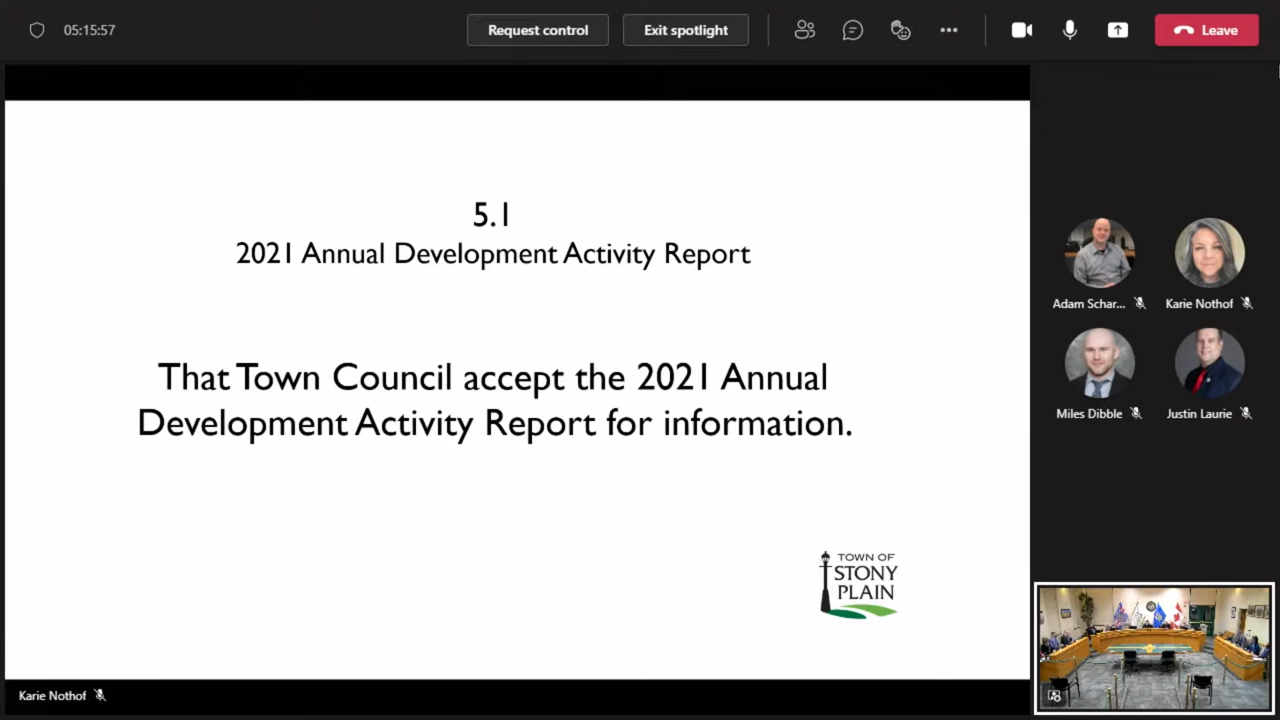 05:15:57
Request control
Exit spotlight
Leave
5.1
2021 Annual Development Activity Report
That Town Council accept the 2021 Annual
Development Activity Report for information.
TOWN OF
STONY
PLAIN
Adam Schar...
Karie Nothof
Miles Dibble
Justin Laurie
Karie Nothof